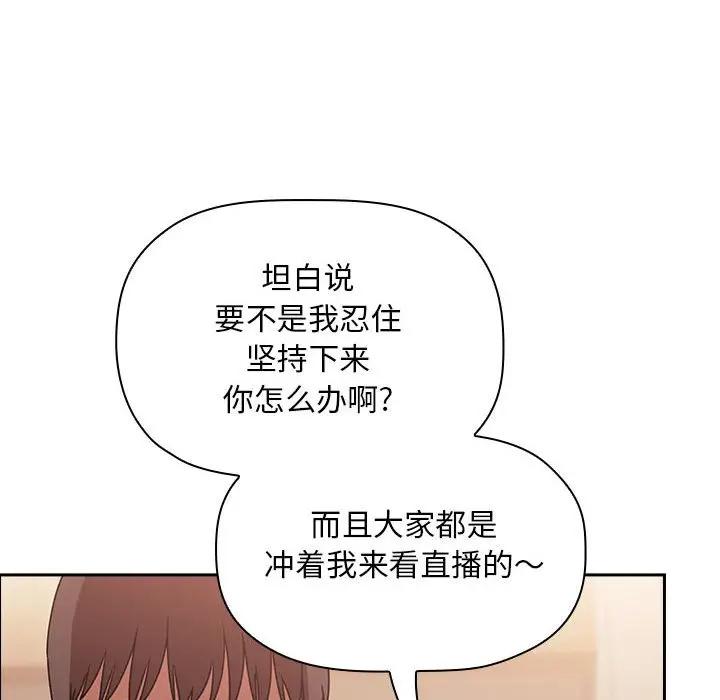 坦白说
要不是我忍住
坚持下来
你怎么办啊?
而且大家都是
冲着我来看直播的～